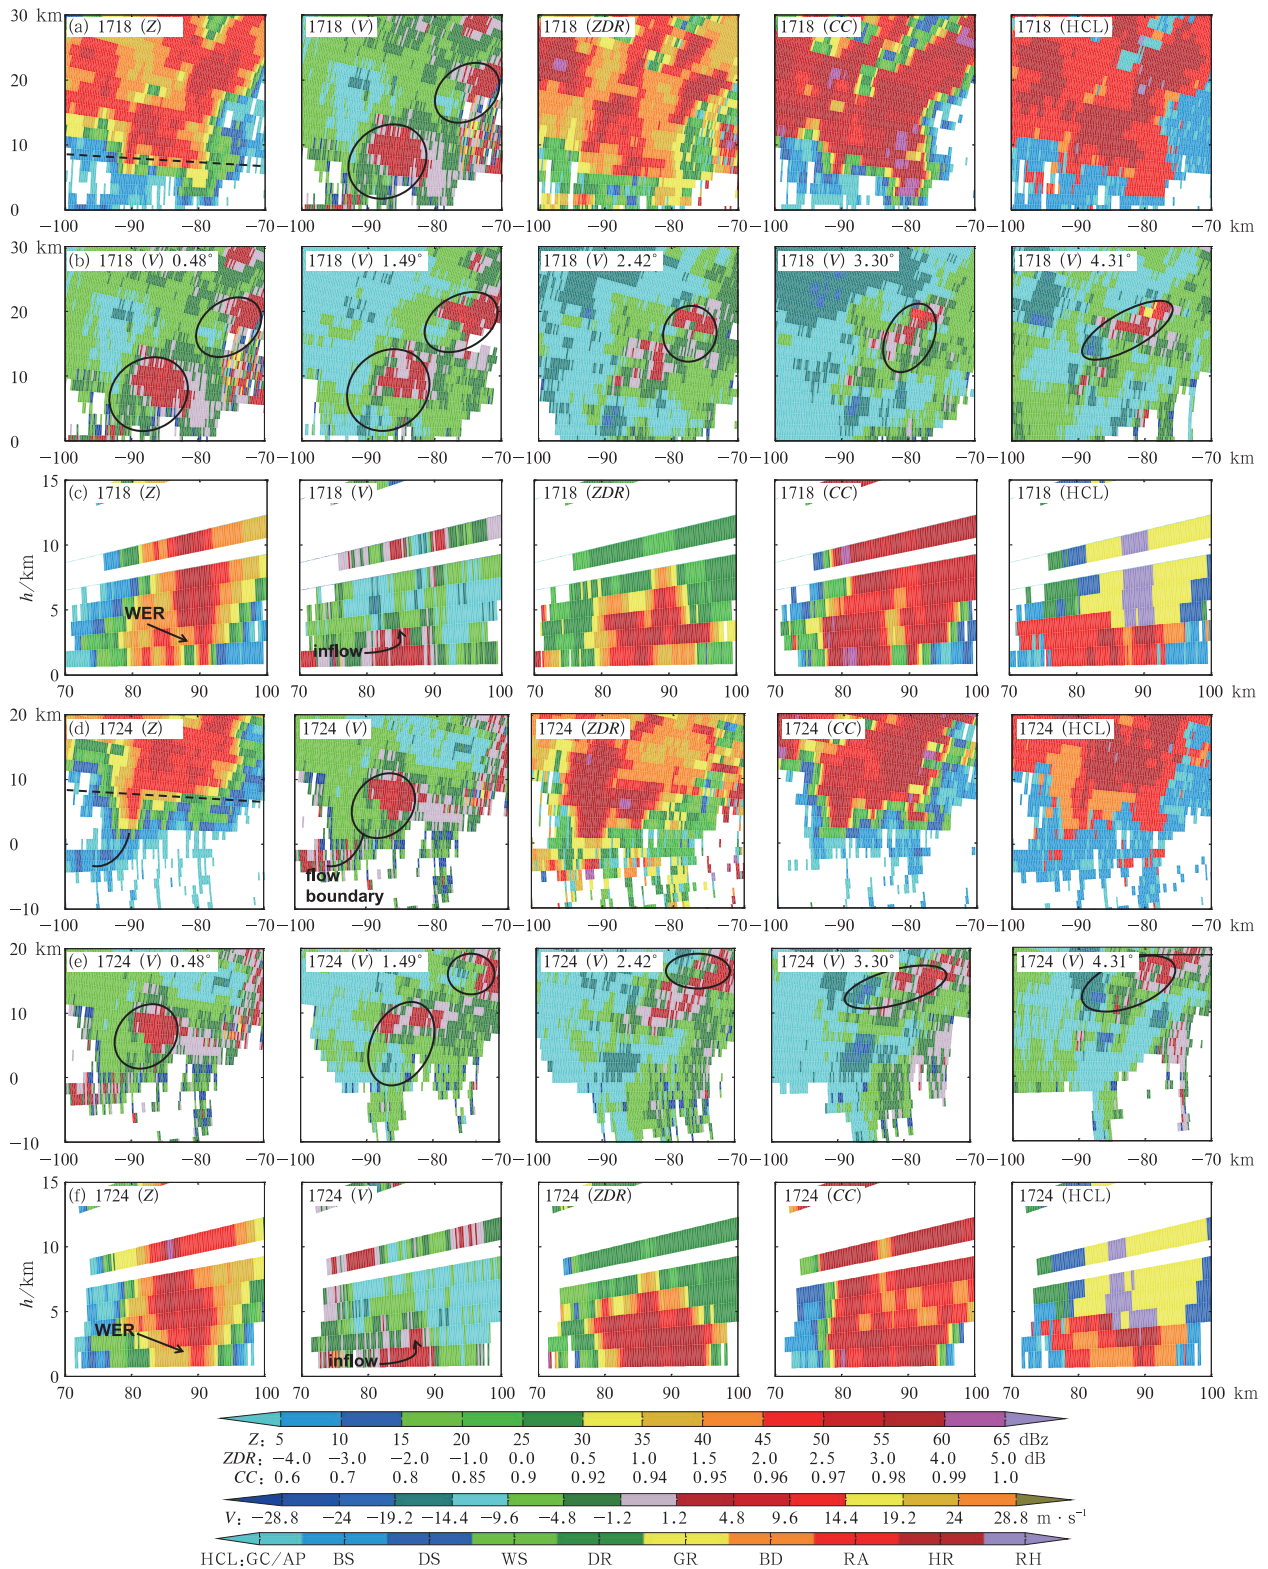 30 km (a) 1718 (Z) 1718 (V) 1718 (ZDR) 1718 (CC) 1718 (HCL)
20
10
0
−100 −90 −80 −70 −100 −90 −80 −70 −100 −90 −80 −70 −100 −90 −80 −70 −100 −90 −80 −70 km
30 km (b) 1718 (V) 0.48° 1718 (V) 1.49° 1718 (V) 2.42° 1718 (V) 3.30° 1718 (V) 4.31°
20
10
0
−100 −90 −80 −70 −100 −90 −80 −70 −100 −90 −80 −70 −100 −90 −80 −70 −100 −90 −80 −70 km
15 (c) 1718 (Z) 1718 (V) 1718 (ZDR) 1718 (CC) 1718 (HCL)
10
h/km
WER
5
inflow
0
70 80 90 100 70 80 90 100 70 80 90 100 70 80 90 100 70 80 90 100 km
20 km (d) 1724 (Z) 1724 (V) 1724 (ZDR) 1724 (CC) 1724 (HCL)
10
0
flow
boundary
−10
−100 −90 −80 −70 −100 −90 −80 −70 −100 −90 −80 −70 −100 −90 −80 −70 −100 −90 −80 −70 km
20 km (e) 1724 (V) 0.48° 1724 (V) 1.49° 1724 (V) 2.42° 1724 (V) 3.30° 1724 (V) 4.31°
10
0
−10
−100 −90 −80 −70 −100 −90 −80 −70 −100 −90 −80 −70 −100 −90 −80 −70 −100 −90 −80 −70 km
15 (f) 1724 (Z) 1724 (V) 1724 (ZDR) 1724 (CC) 1724 (HCL)
10
h/km
5
WER
inflow
0
70 80 90 100 70 80 90 100 70 80 90 100 70 80 90 100 70 80 90 100 km
Z: 5 10 15 20 25 30 35 40 45 50 55 60 65 dBz
ZDR: −4.0 −3.0 −2.0 −1.0 0.0 0.5 1.0 1.5 2.0 2.5 3.0 4.0 5.0 dB
CC: 0.6 0.7 0.8 0.85 0.9 0.92 0.94 0.95 0.96 0.97 0.98 0.99 1.0
V: −28.8 −24 −19.2 −14.4 −9.6 −4.8 −1.2 1.2 4.8 9.6 14.4 19.2 24 28.8 m·s⁻¹
HCL:GC/AP BS DS WS DR GR BD RA HR RH